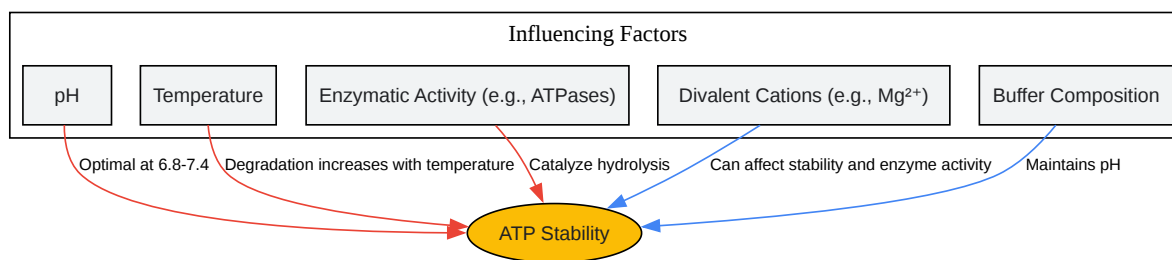 Influencing Factors
pH
Temperature
Enzymatic Activity (e.g., ATPases)
Divalent Cations (e.g., Mg²⁺)
Buffer Composition
Optimal at 6.8-7.4
Degradation increases with temperature
Catalyze hydrolysis
Can affect stability and enzyme activity
Maintains pH
ATP Stability